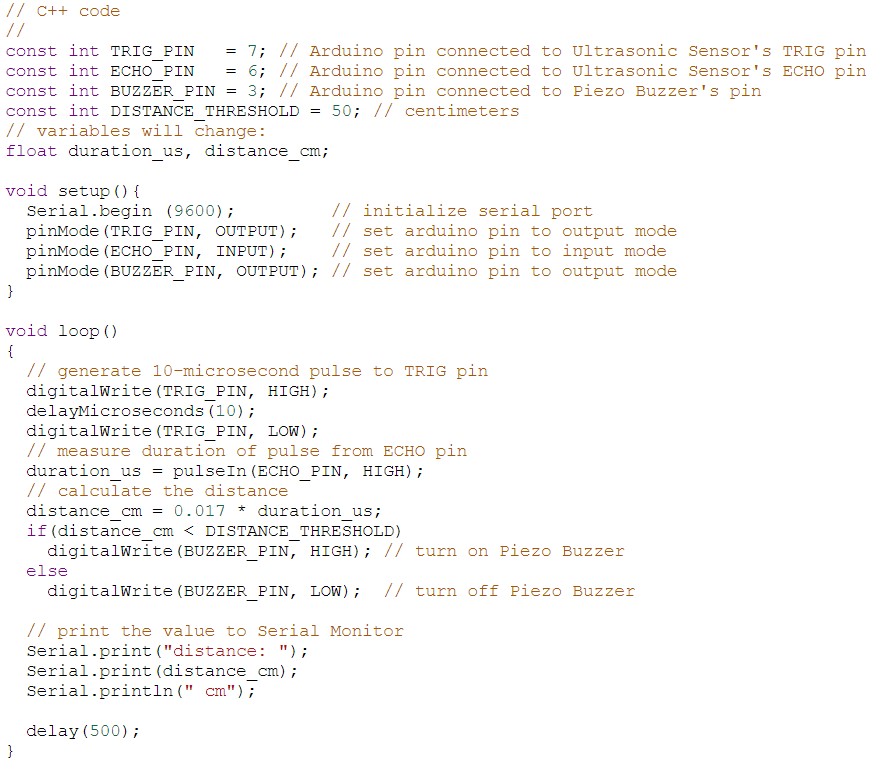 // C++ code
//
const int TRIG_PIN   = 7; // Arduino pin connected to Ultrasonic Sensor's TRIG pin
const int ECHO_PIN   = 6; // Arduino pin connected to Ultrasonic Sensor's ECHO pin
const int BUZZER_PIN = 3; // Arduino pin connected to Piezo Buzzer's pin
const int DISTANCE_THRESHOLD = 50; // centimeters
// variables will change:
float duration_us, distance_cm;

void setup(){
  Serial.begin (9600);         // initialize serial port
  pinMode(TRIG_PIN, OUTPUT);   // set arduino pin to output mode
  pinMode(ECHO_PIN, INPUT);    // set arduino pin to input mode
  pinMode(BUZZER_PIN, OUTPUT); // set arduino pin to output mode
}

void loop()
{
  // generate 10-microsecond pulse to TRIG pin
  digitalWrite(TRIG_PIN, HIGH);
  delayMicroseconds(10);
  digitalWrite(TRIG_PIN, LOW);
  // measure duration of pulse from ECHO pin
  duration_us = pulseIn(ECHO_PIN, HIGH);
  // calculate the distance
  distance_cm = 0.017 * duration_us;
  if(distance_cm < DISTANCE_THRESHOLD)
    digitalWrite(BUZZER_PIN, HIGH); // turn on Piezo Buzzer
  else
    digitalWrite(BUZZER_PIN, LOW);  // turn off Piezo Buzzer

  // print the value to Serial Monitor
  Serial.print("distance: ");
  Serial.print(distance_cm);
  Serial.println(" cm");

  delay(500);
}